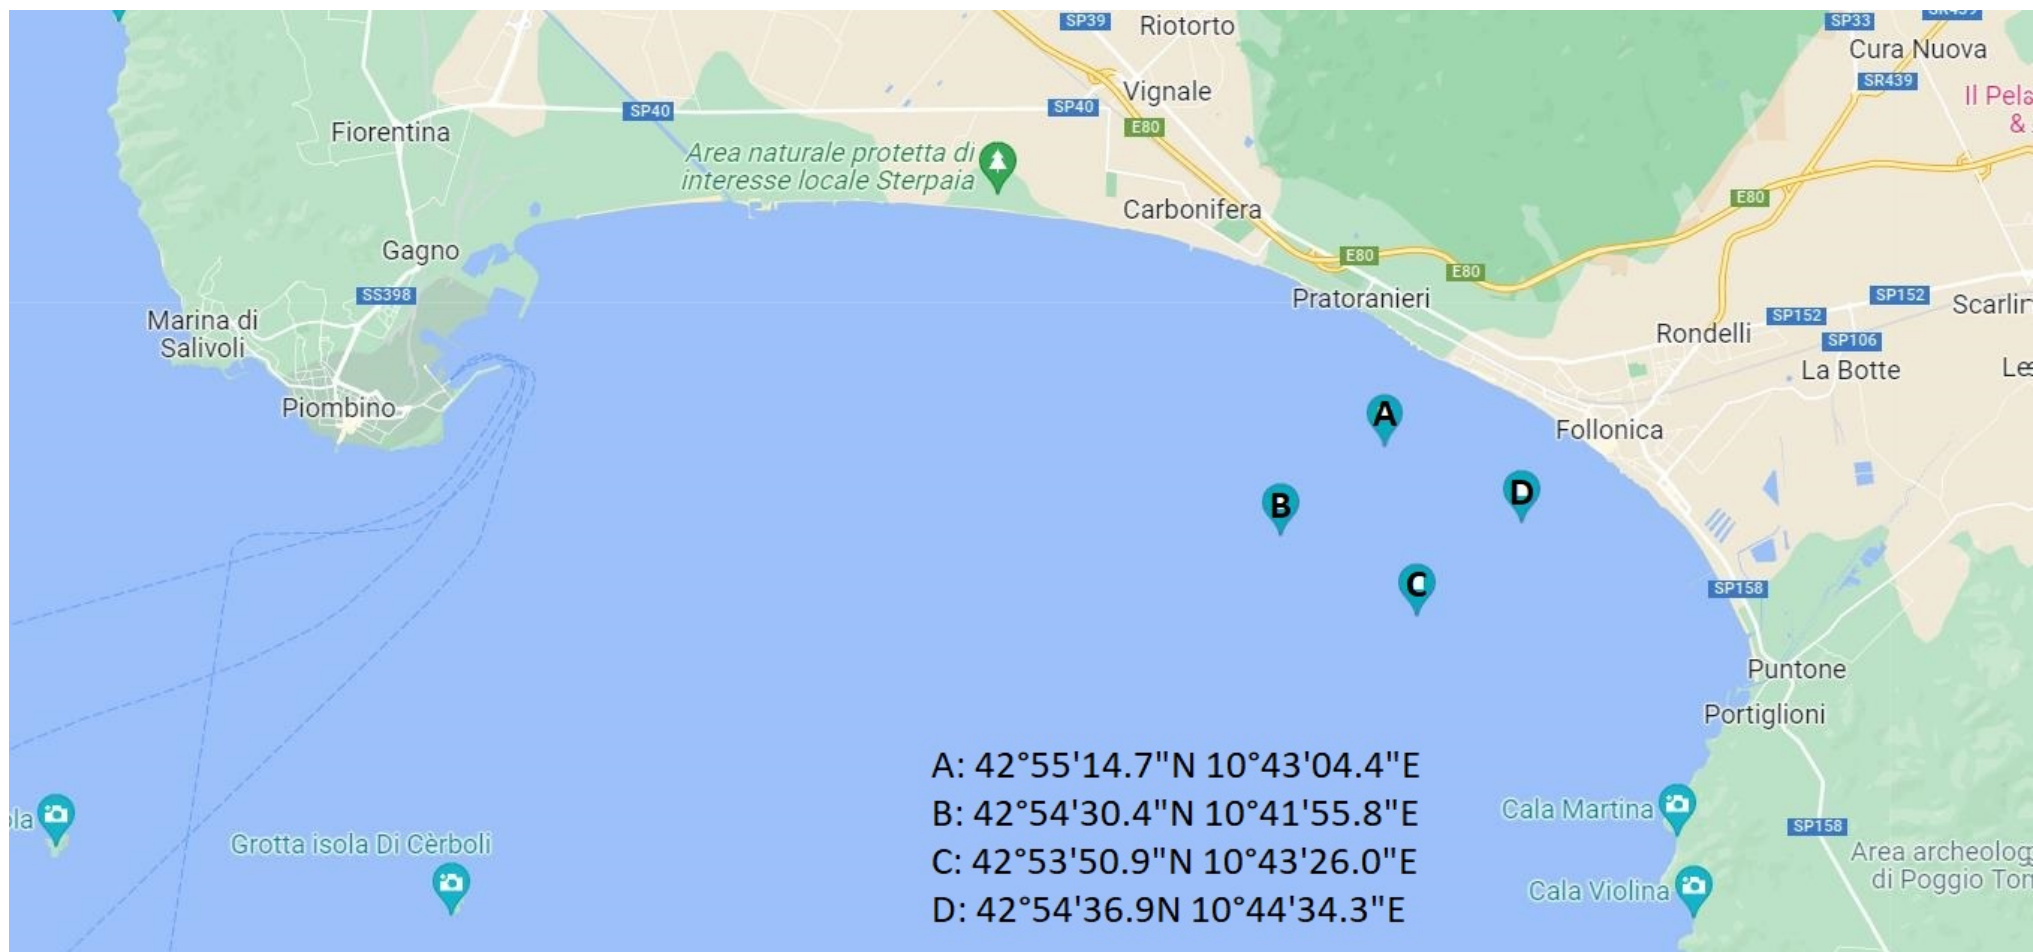 SP39
Riotorto
SP33
SR439
Cura Nuova
SR439
Vignale
Il Pela
&
SP40
SP40
E80
Fiorentina
Area naturale protetta di
interesse locale Sterpaia
E80
Carbonifera
Gagno
E80
E80
SS398
Pratoranieri
SP152
Scarlin
SP152
Marina di
Salivoli
Rondelli
SP106
La Botte
Le
Piombino
A
Follonica
B
D
C
SP158
Puntone
Portiglioni
A: 42°55'14.7"N 10°43'04.4"E
B: 42°54'30.4"N 10°41'55.8"E
C: 42°53'50.9"N 10°43'26.0"E
D: 42°54'36.9N 10°44'34.3"E
Cala Martina
ola
SP158
Grotta isola Di Cèrboli
Area archeolog
di Poggio Ton
Cala Violina